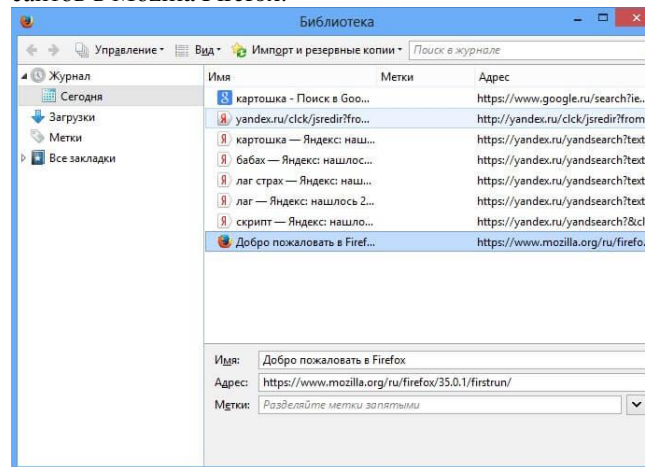 сайтов в Mozilla Firefox.
Библиотека
Управление Вид Импорт и резервные копии Поиск в журнале
Журнал
Сегодня
Загрузки
Метки
Все закладки
Имя Метки Адрес
картошка - Поиск в Goo... https://www.google.ru/search?ie...
yandex.ru/clck/jsredir?fro... http://yandex.ru/clck/jsredir?from
картошка — Яндекс: наш... https://yandex.ru/yandsearch?text
бабах — Яндекс: нашлос... https://yandex.ru/yandsearch?text
лаг страх — Яндекс: наш... https://yandex.ru/yandsearch?text
лаг — Яндекс: нашлось 2... https://yandex.ru/yandsearch?text
скрипт — Яндекс: нашло... https://yandex.ru/yandsearch?&cl
Добро пожаловать в Firef... https://www.mozilla.org/ru/firefo.
Имя: Добро пожаловать в Firefox
Адрес: https://www.mozilla.org/ru/firefox/35.0.1/firstrun/
Метки: Разделяйте метки запятыми